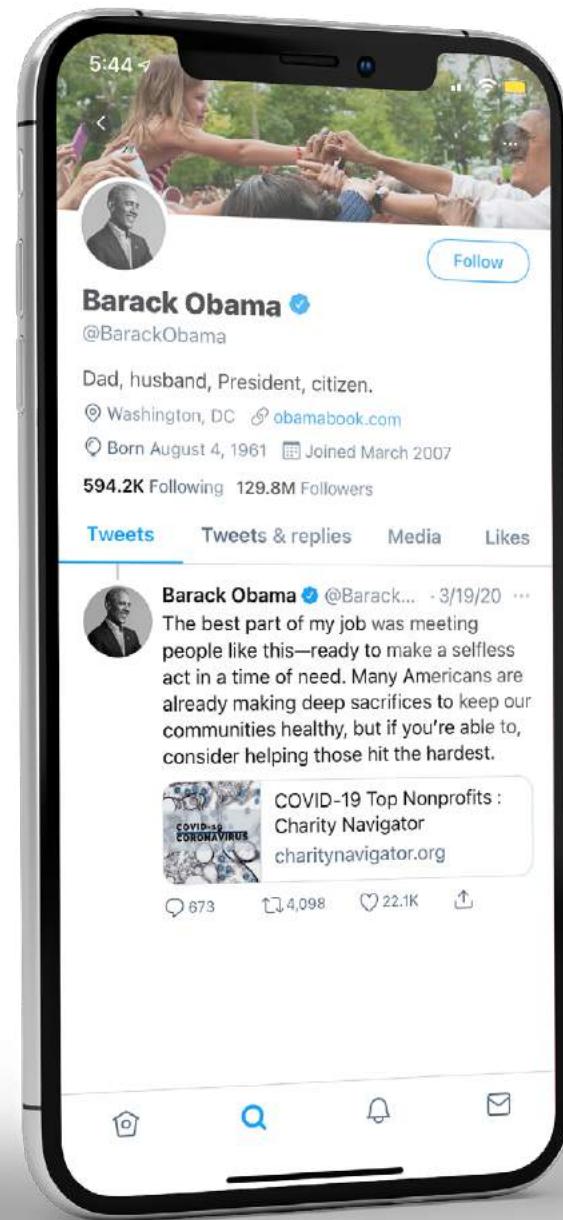 5:44
Follow
Barack Obama
@BarackObama
Dad, husband, President, citizen.
Washington, DC obamabook.com
Born August 4, 1961 Joined March 2007
594.2K Following 129.8M Followers
Tweets Tweets & replies Media Likes
Barack Obama @Barack... · 3/19/20 ···
The best part of my job was meeting
people like this—ready to make a selfless
act in a time of need. Many Americans are
already making deep sacrifices to keep our
communities healthy, but if you're able to,
consider helping those hit the hardest.
COVID-19
CORONAVIRUS
COVID-19 Top Nonprofits :
Charity Navigator
charitynavigator.org
673 4,098 22.1K